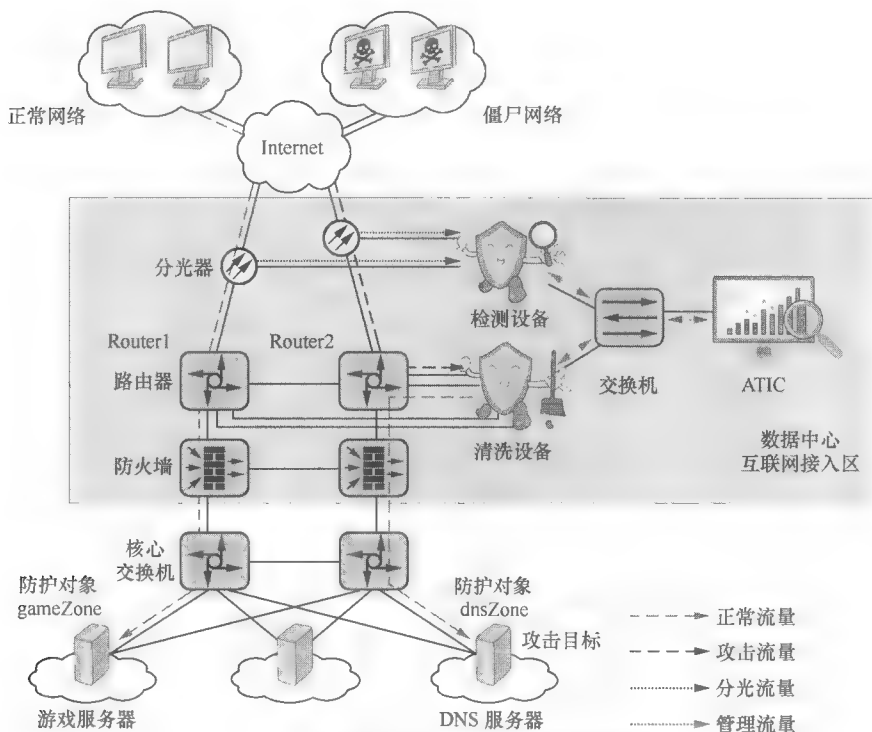 正常网络
僵尸网络
Internet
分光器
检测设备
Router1
Router2
路由器
交换机
ATIC
清洗设备
防火墙
数据中心
互联网接入区
核心
交换机
防护对象
gameZone
防护对象
dnsZone
攻击目标
游戏服务器
DNS 服务器
正常流量
攻击流量
分光流量
管理流量